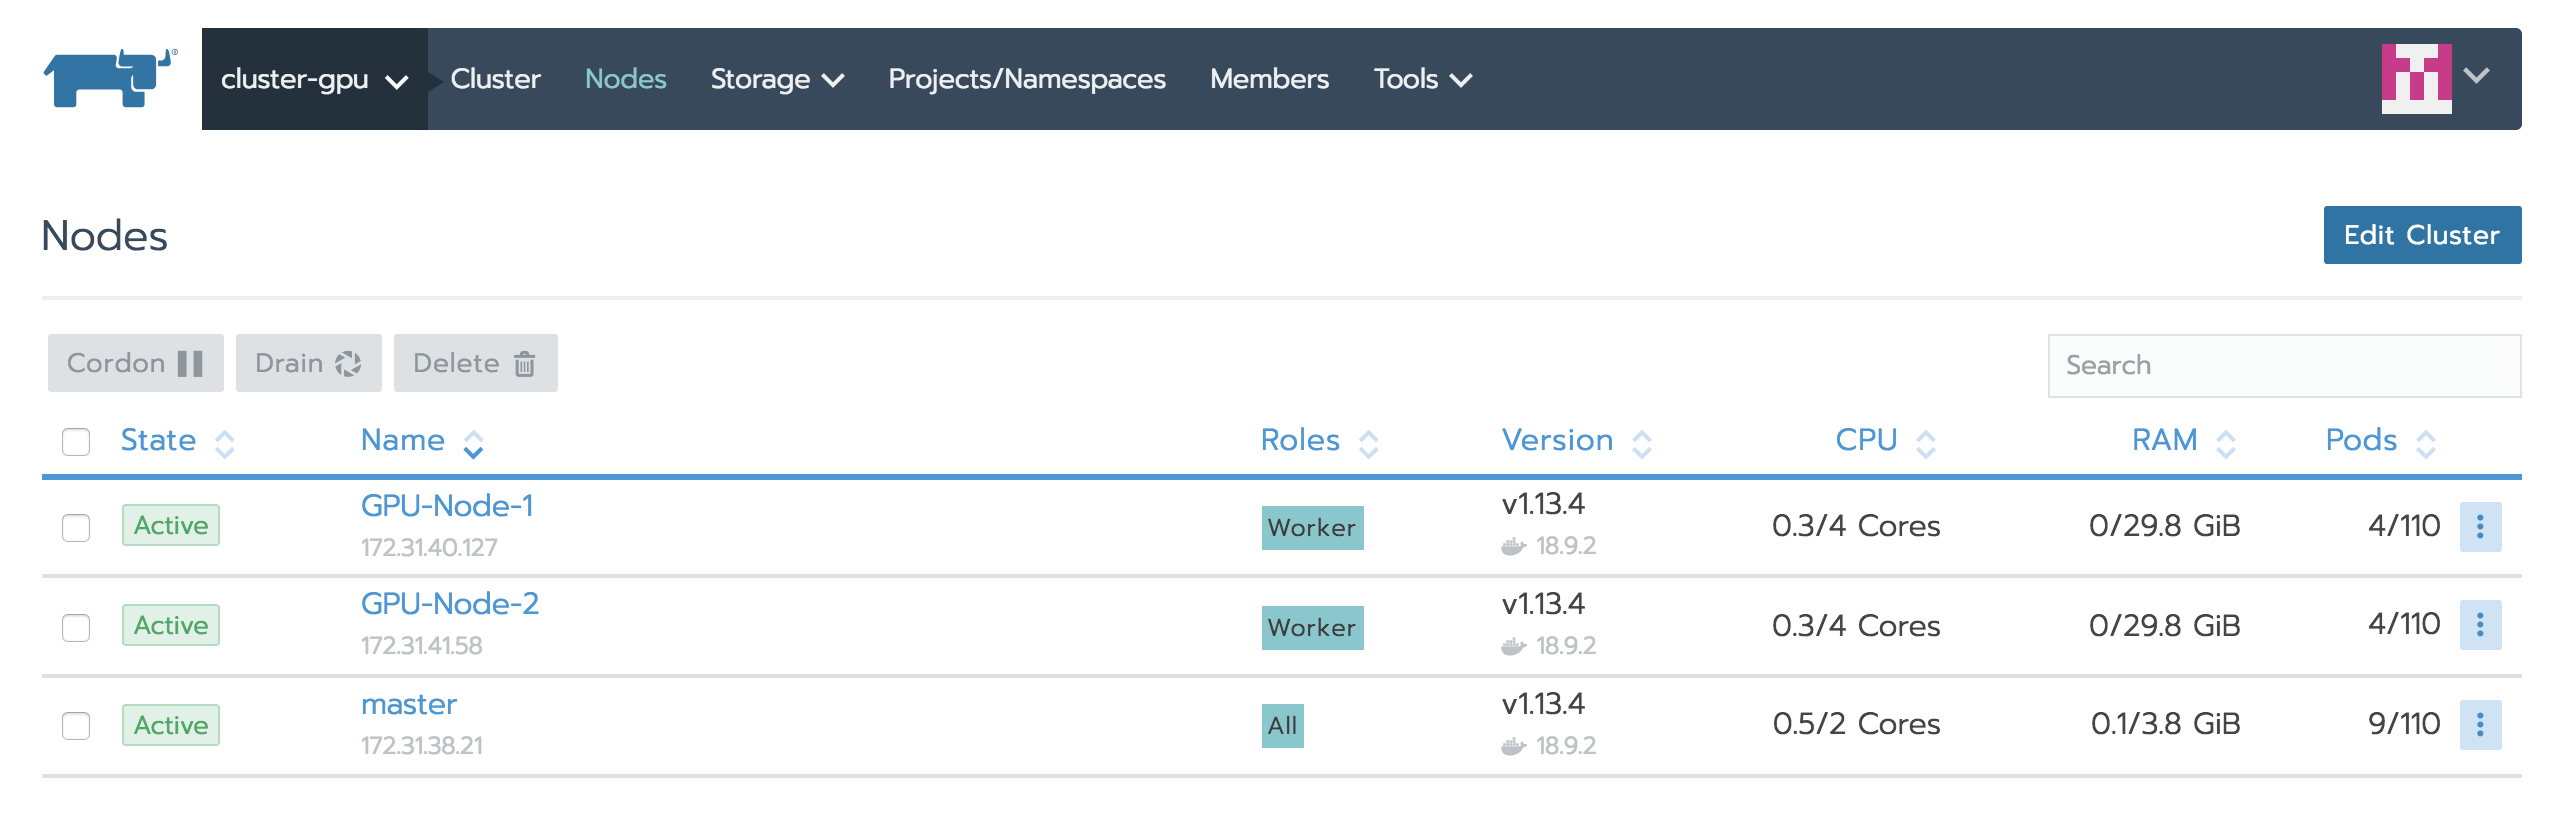 cluster-gpu Cluster Nodes Storage Projects/Namespaces Members Tools
Nodes
Edit Cluster
Cordon Drain Delete
Search
State Name Roles Version CPU RAM Pods
Active GPU-Node-1 Worker v1.13.4 0.3/4 Cores 0/29.8 GiB 4/110
172.31.40.127 18.9.2
Active GPU-Node-2 Worker v1.13.4 0.3/4 Cores 0/29.8 GiB 4/110
172.31.41.58 18.9.2
Active master All v1.13.4 0.5/2 Cores 0.1/3.8 GiB 9/110
172.31.38.21 18.9.2